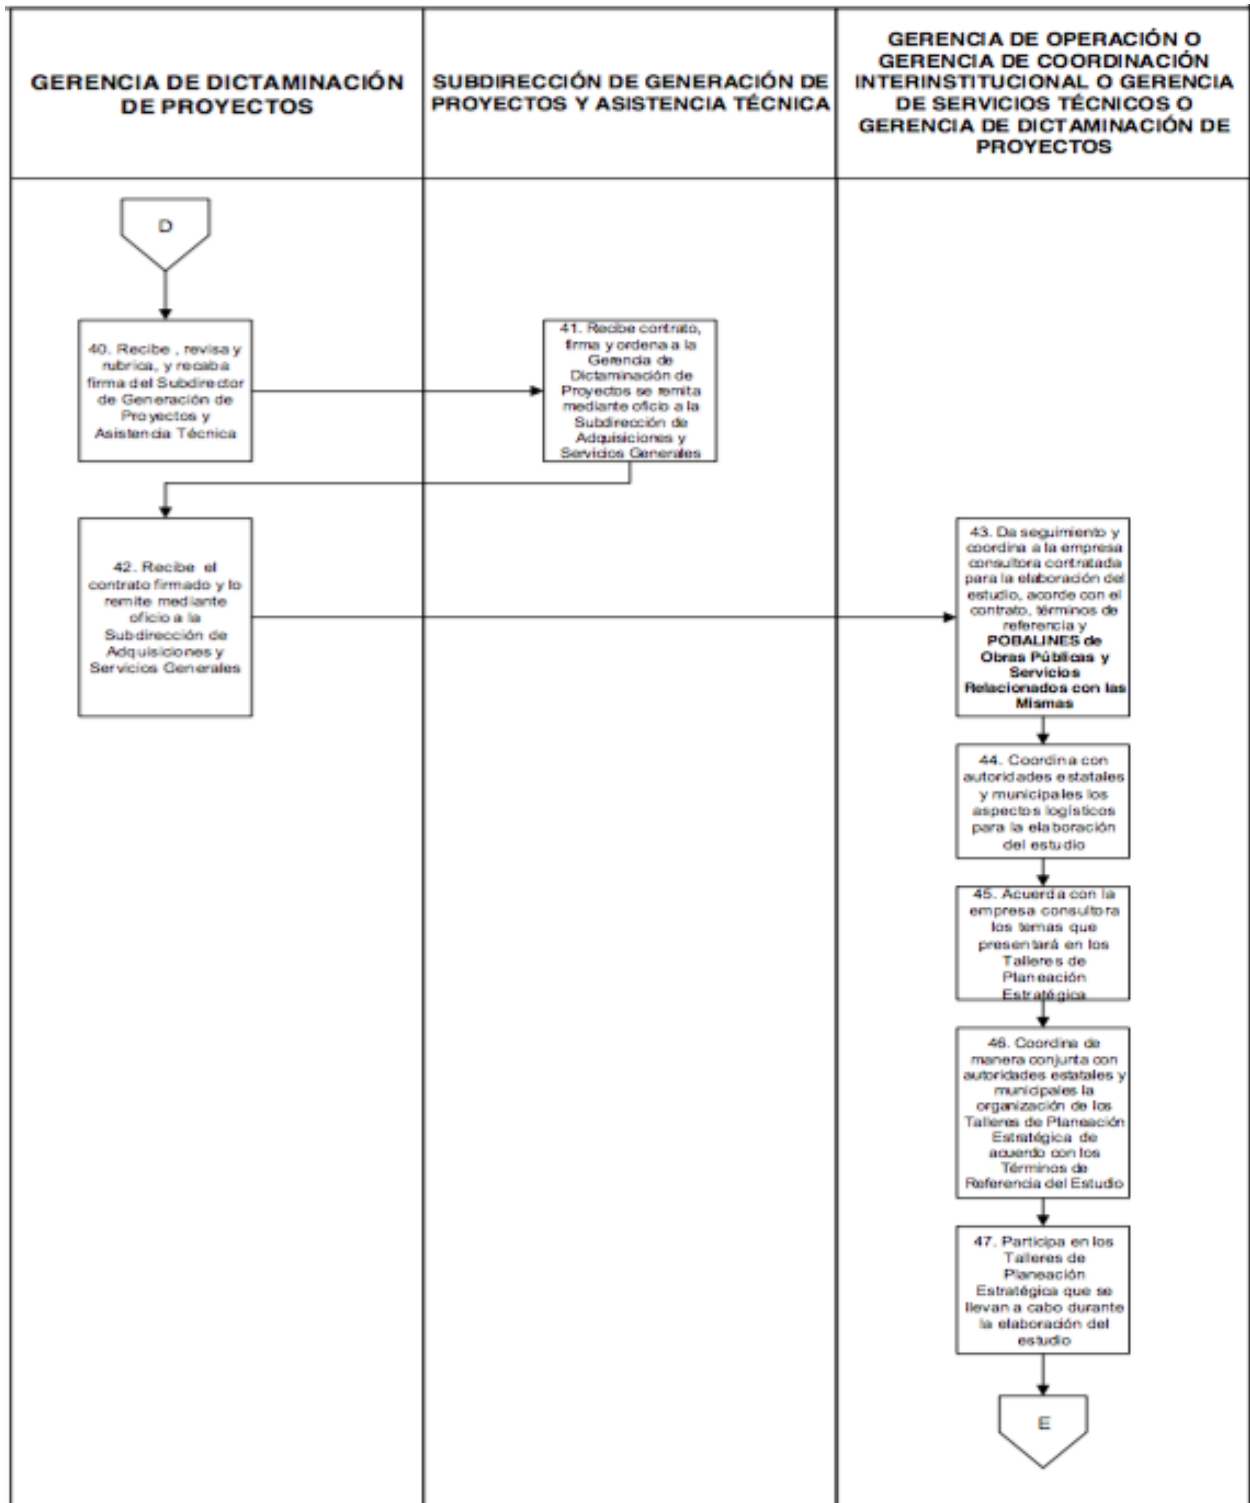 GERENCIA DE DICTAMINACIÓN
DE PROYECTOS
SUBDIRECCIÓN DE GENERACIÓN DE
PROYECTOS Y ASISTENCIA TÉCNICA
GERENCIA DE OPERACIÓN O
GERENCIA DE COORDINACIÓN
INTERINSTITUCIONAL O GERENCIA
DE SERVICIOS TÉCNICOS O
GERENCIA DE DICTAMINACIÓN DE
PROYECTOS
D
40. Recibe , revisa y
rubrica, y recaba
firma del Subdirector
de Generación de
Proyectos y
Asistencia Técnica
41. Recibe contrato,
firma y ordena a la
Gerencia de
Dictaminación de
Proyectos se remita
mediante oficio a la
Subdirección de
Adquisiciones y
Servicios Generales
42. Recibe el
contrato firmado y lo
remite mediante
oficio a la
Subdirección de
Adquisiciones y
Servicios Generales
43. Da seguimiento y
coordina a la empresa
consultora contratada
para la elaboración del
estudio, acorde con el
contrato, términos de
referencia y
POBALINES de
Obras Públicas y
Servicios
Relacionados con las
Mismas
44. Coordina con
autoridades estatales
y municipales los
aspectos logísticos
para la elaboración
del estudio
45. Acuerda con la
empresa consultora
los temas que
presentará en los
Talleres de
Planeación
Estratégica
46. Coordina de
manera conjunta con
autoridades estatales y
municipales la
organización de los
Talleres de Planeación
Estratégica de
acuerdo con los
Términos de
Referencia del Estudio
47. Participa en los
Talleres de
Planeación
Estratégica que se
llevan a cabo durante
la elaboración del
estudio
E